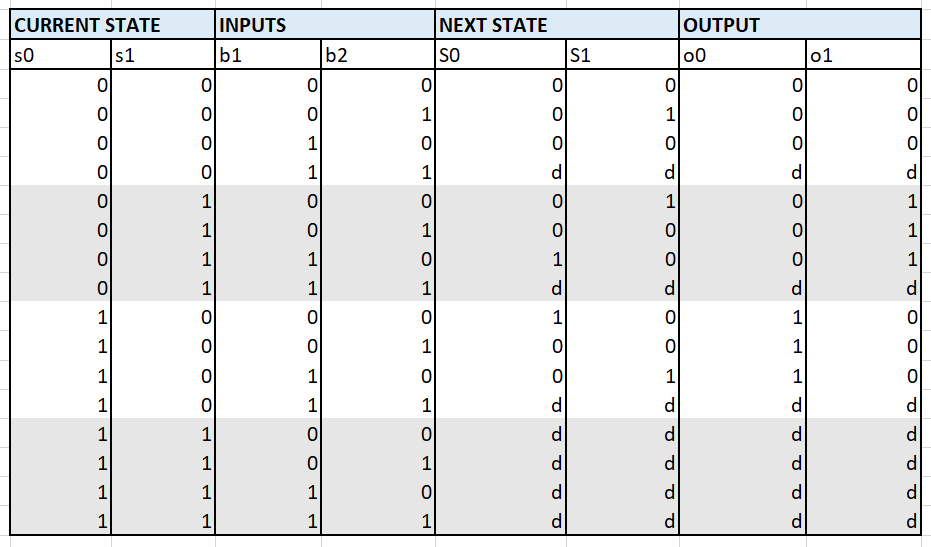 CURRENT STATE INPUTS NEXT STATE OUTPUT
s0 s1 b1 b2 S0 S1 o0 o1
0 0 0 0 0 0 0 0
0 0 0 1 0 1 0 0
0 0 1 0 0 0 0 0
0 0 1 1 d d d d
0 1 0 0 0 1 0 1
0 1 0 1 0 0 0 1
0 1 1 0 1 0 0 1
0 1 1 1 d d d d
1 0 0 0 1 0 1 0
1 0 0 1 0 0 1 0
1 0 1 0 0 1 1 0
1 0 1 1 d d d d
1 1 0 0 d d d d
1 1 0 1 d d d d
1 1 1 0 d d d d
1 1 1 1 d d d d